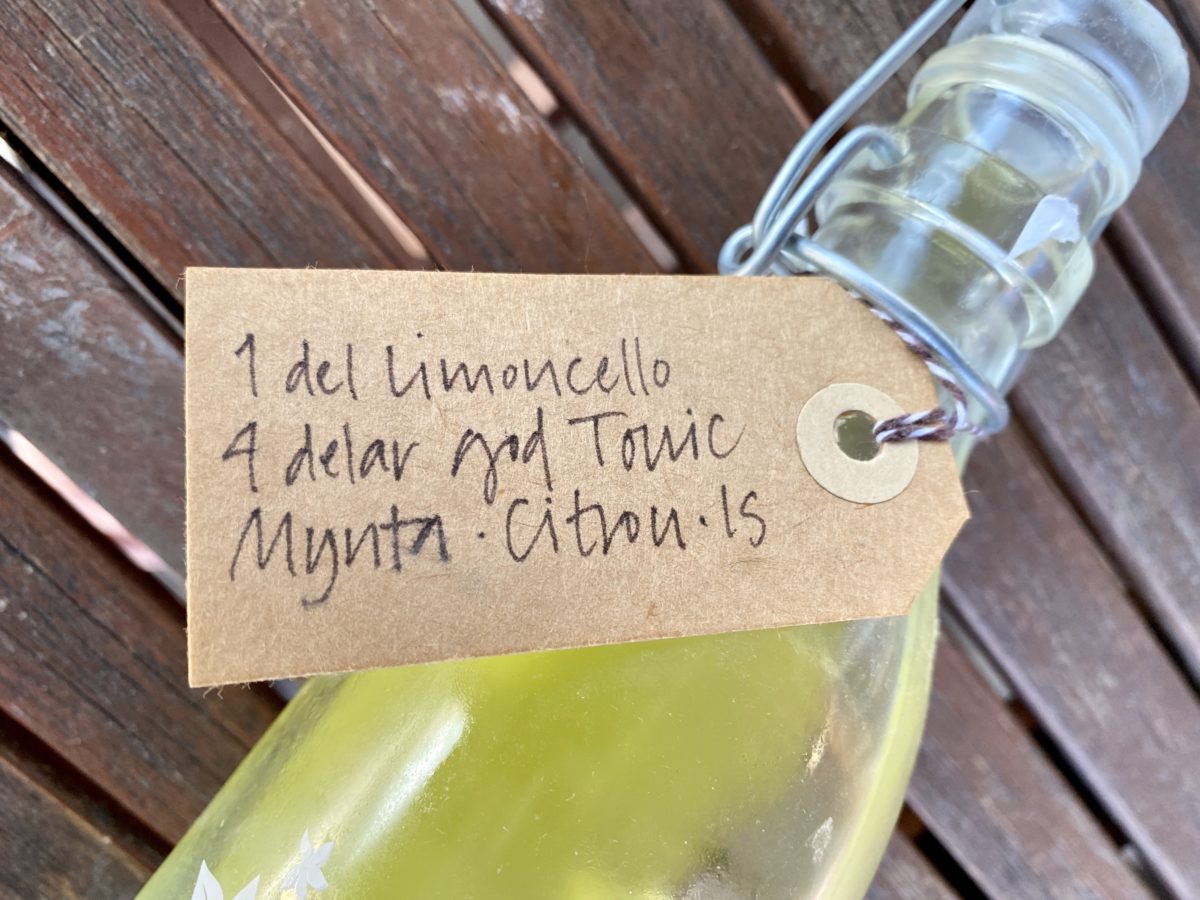 1 del Limoncello
4 delar god Tonic
Mynta · Citron · Is